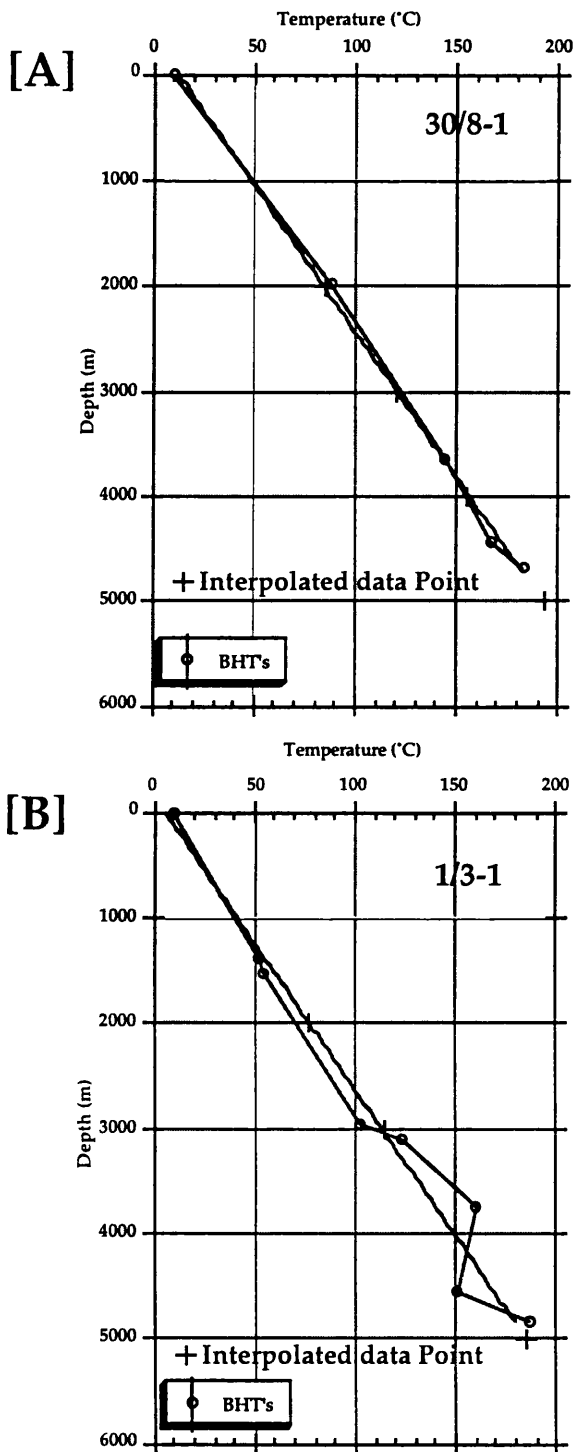 Temperature (°C)
0 50 100 150 200
[A]
0
30/8-1
1000
2000
Depth (m)
3000
4000
+ Interpolated data Point
5000
BHT's
6000
Temperature (°C)
0 50 100 150 200
[B]
0
1/3-1
1000
2000
Depth (m)
3000
4000
5000
+ Interpolated data Point
BHT's
6000